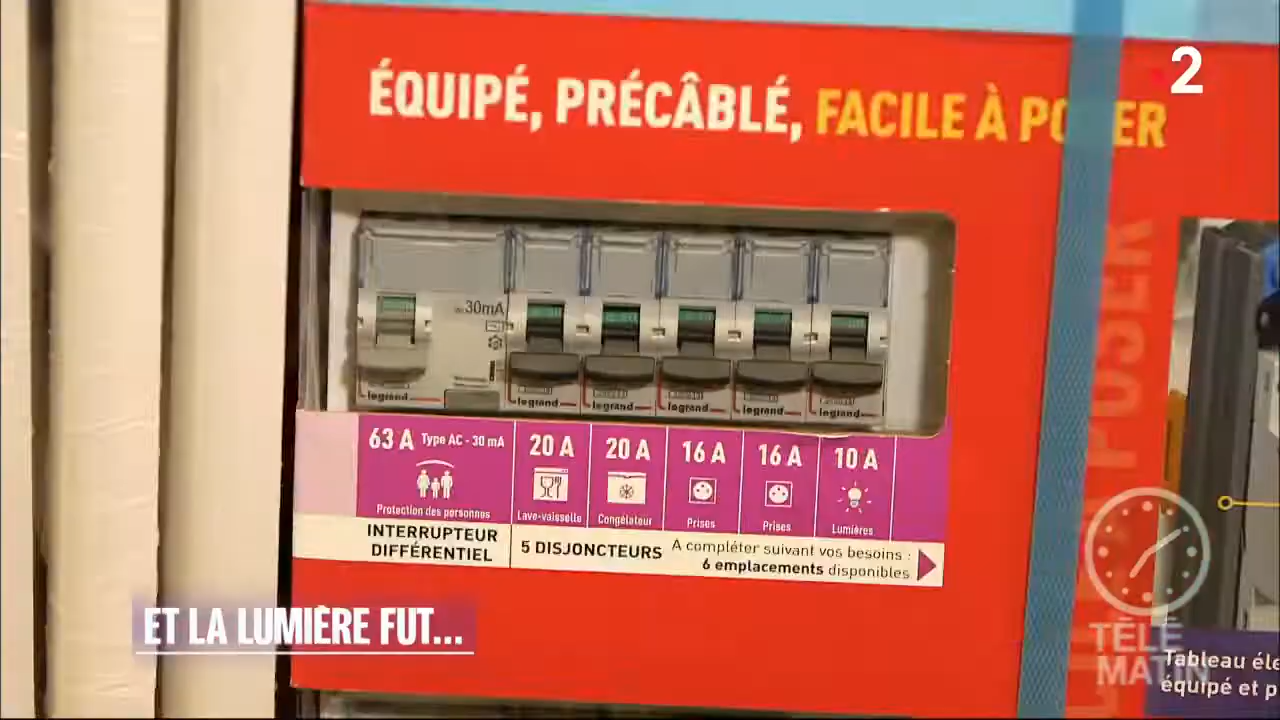 2
ÉQUIPÉ, PRÉCÂBLÉ, FACILE À POSER
30mA
legrand legrand legrand legrand legrand legrand
63 A Type AC - 30 mA
Protection des personnes
20 A
Lave-vaisselle
20 A
Congélateur
16 A
Prises
16 A
Prises
10 A
Lumières
INTERRUPTEUR
DIFFÉRENTIEL
5 DISJONCTEURS
A compléter suivant vos besoins :
6 emplacements disponibles
POSER
ET LA LUMIÈRE FUT...
TÉLÉ
MATIN
Tableau éle
équipé et p